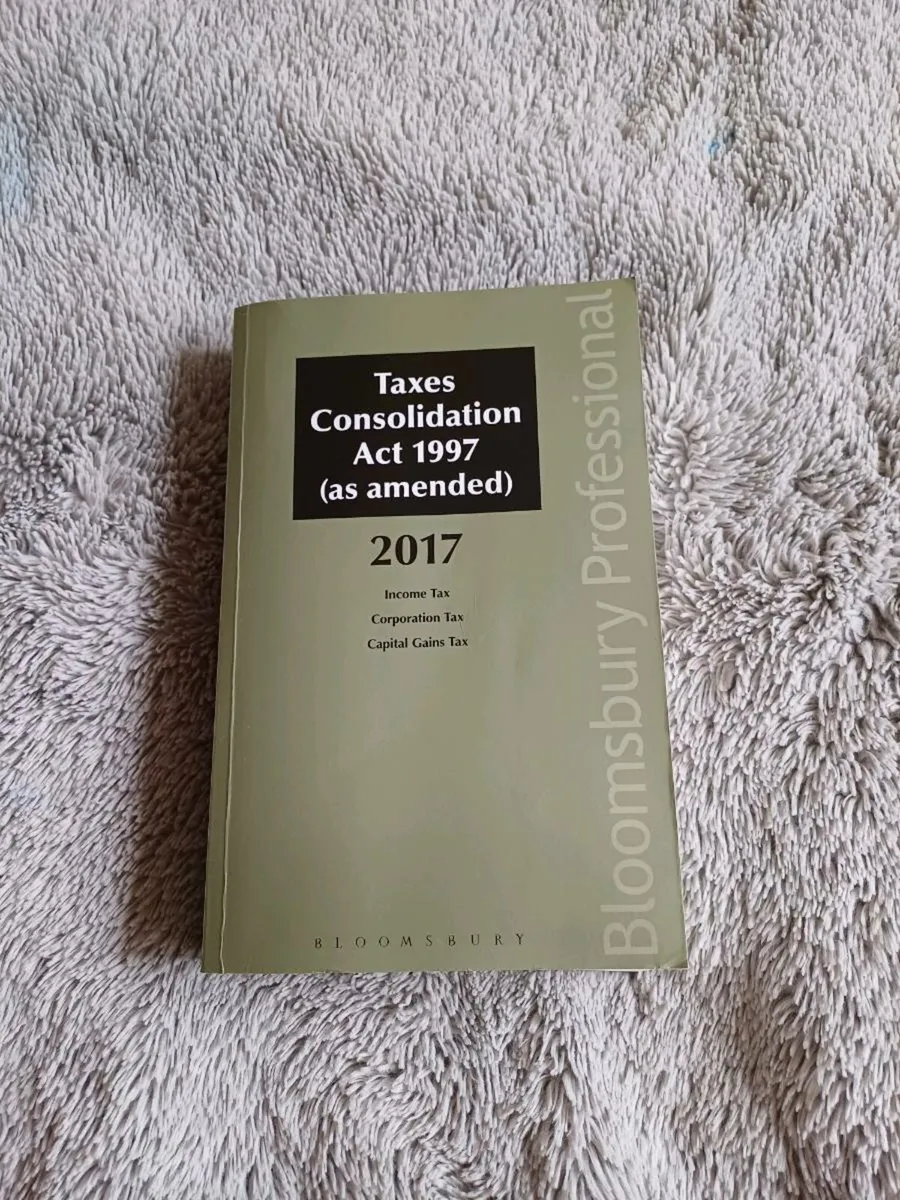 Taxes
Consolidation
Act 1997
(as amended)
2017
Income Tax
Corporation Tax
Capital Gains Tax
Bloomsbury Professional
BLOOMSBURY